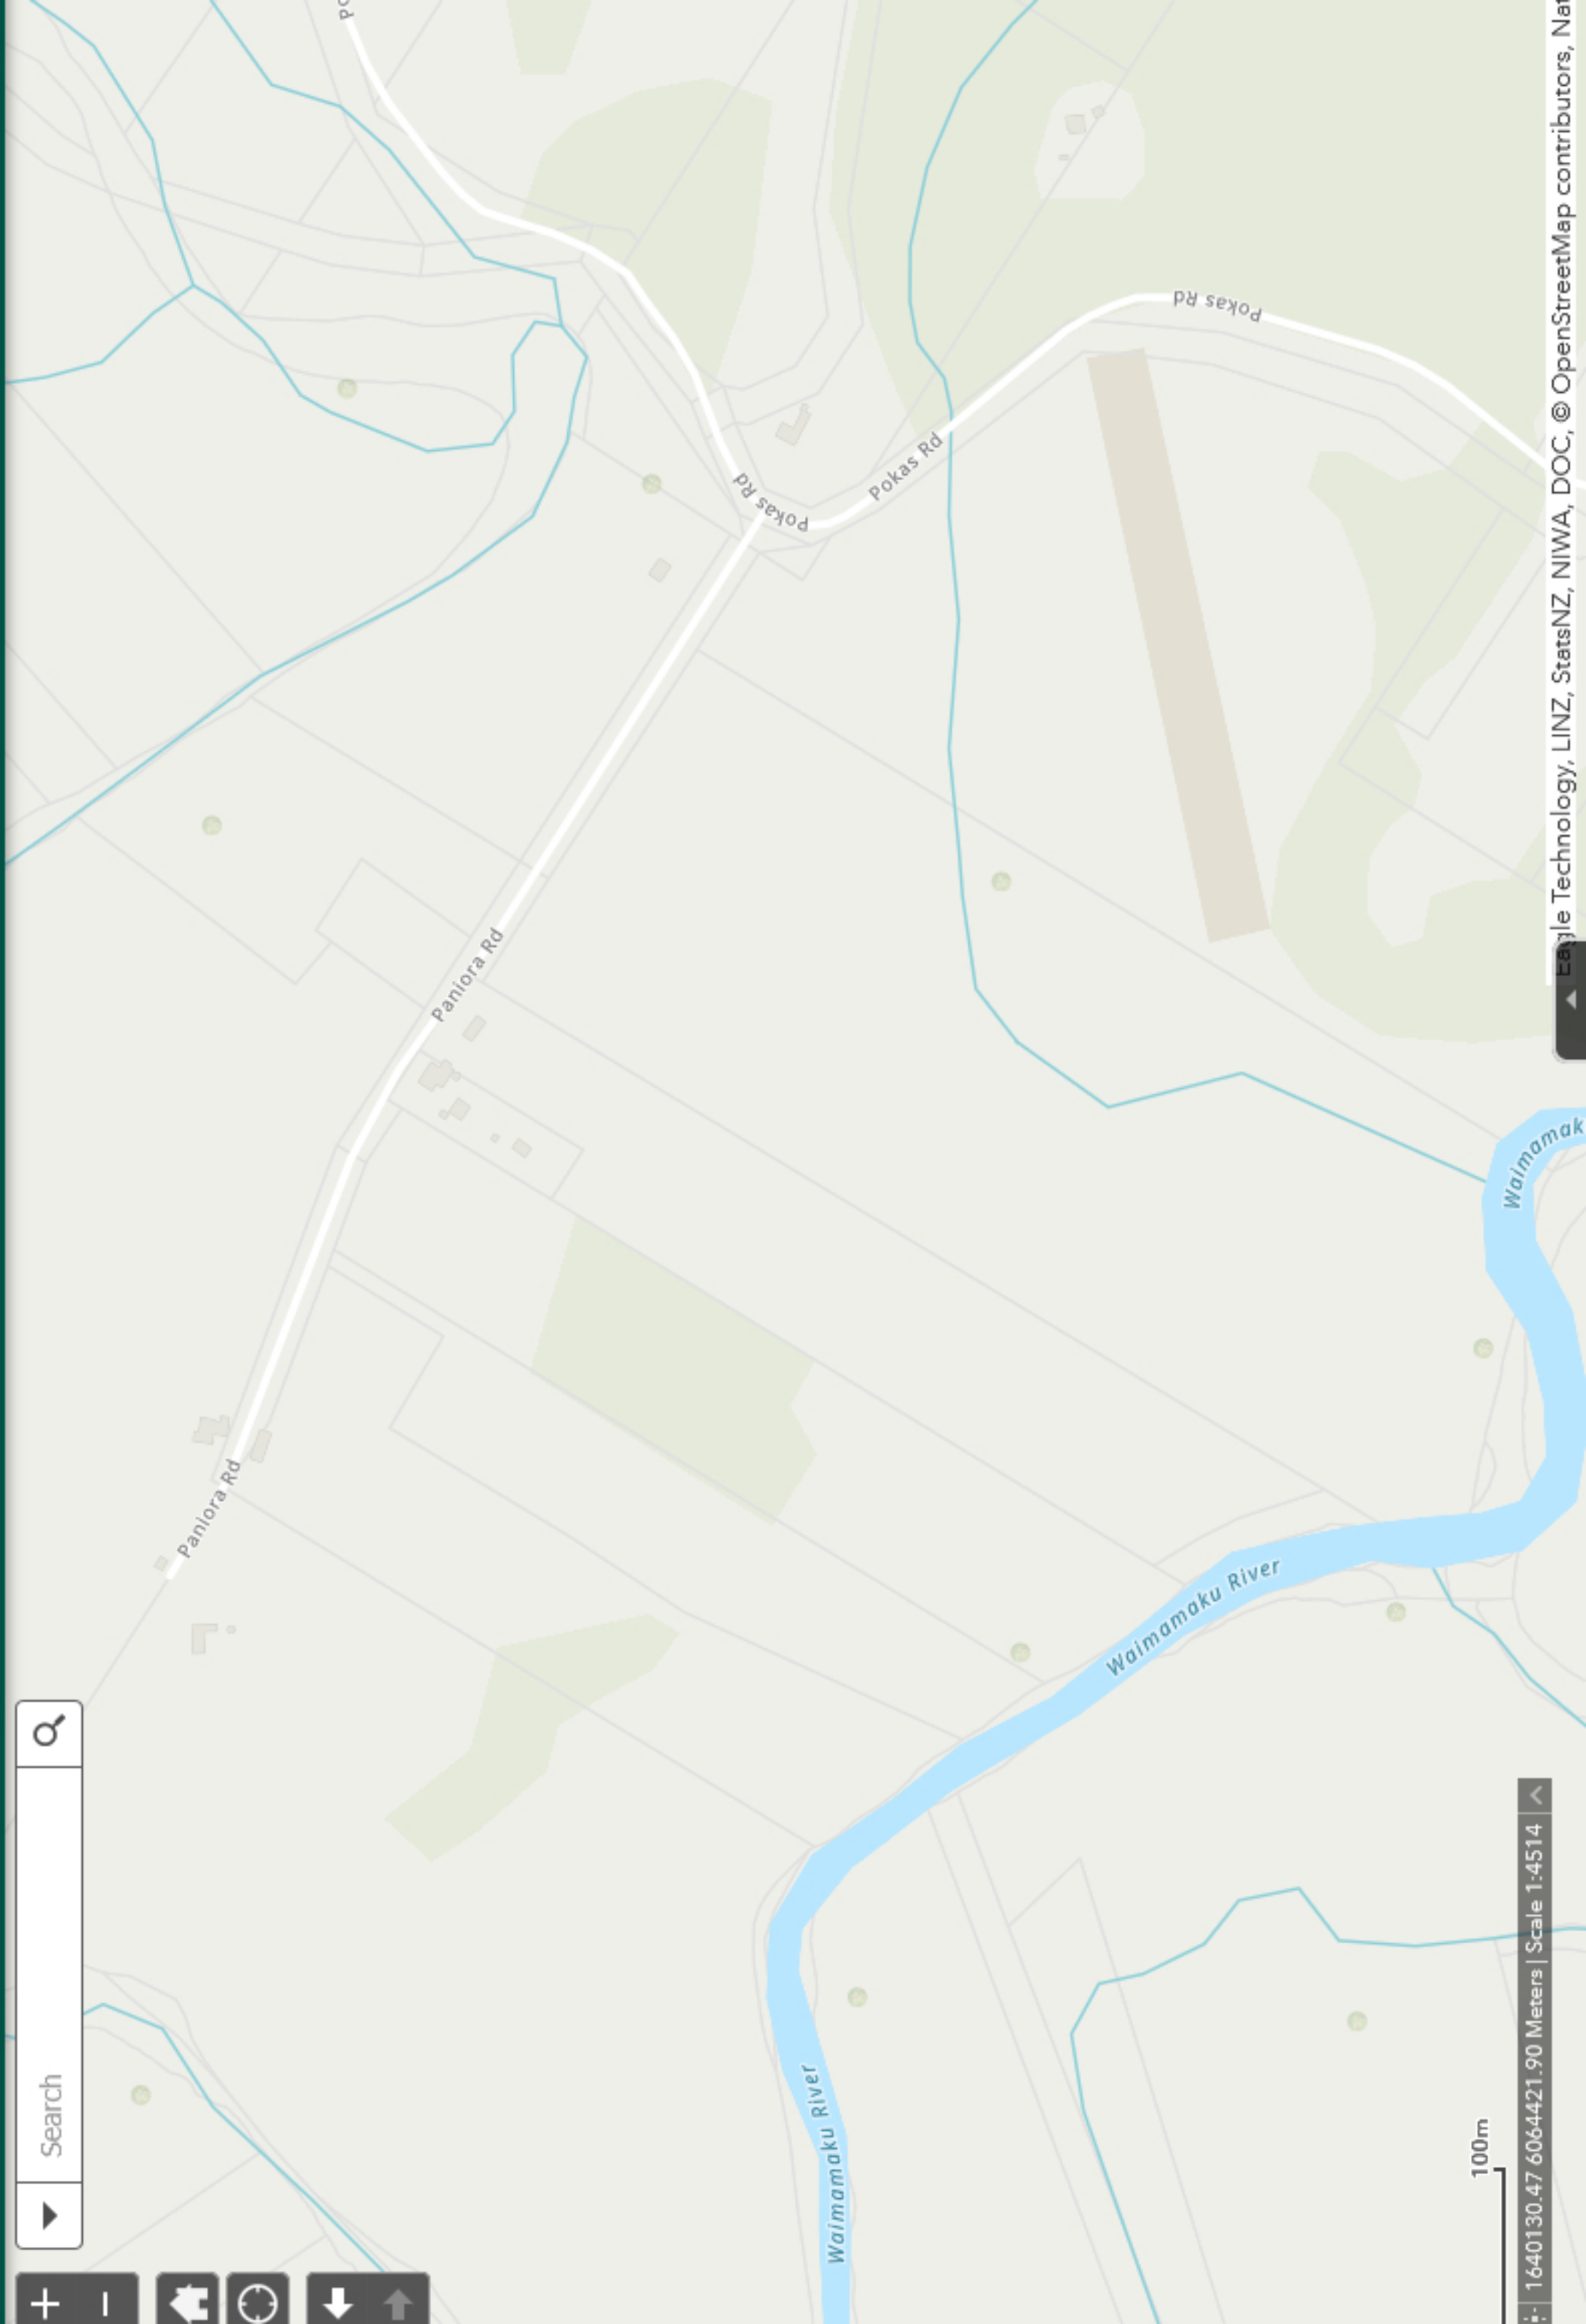 Search
Po
Pokas Rd
Pokas Rd
Pokas Rd
Paniora Rd
Paniora Rd
Waimamaku River
Waimamaku River
Waimamak
100m
1640130.47 6064421.90 Meters | Scale 1:4514
Eagle Technology, LINZ, StatsNZ, NIWA, DOC, © OpenStreetMap contributors, Nat